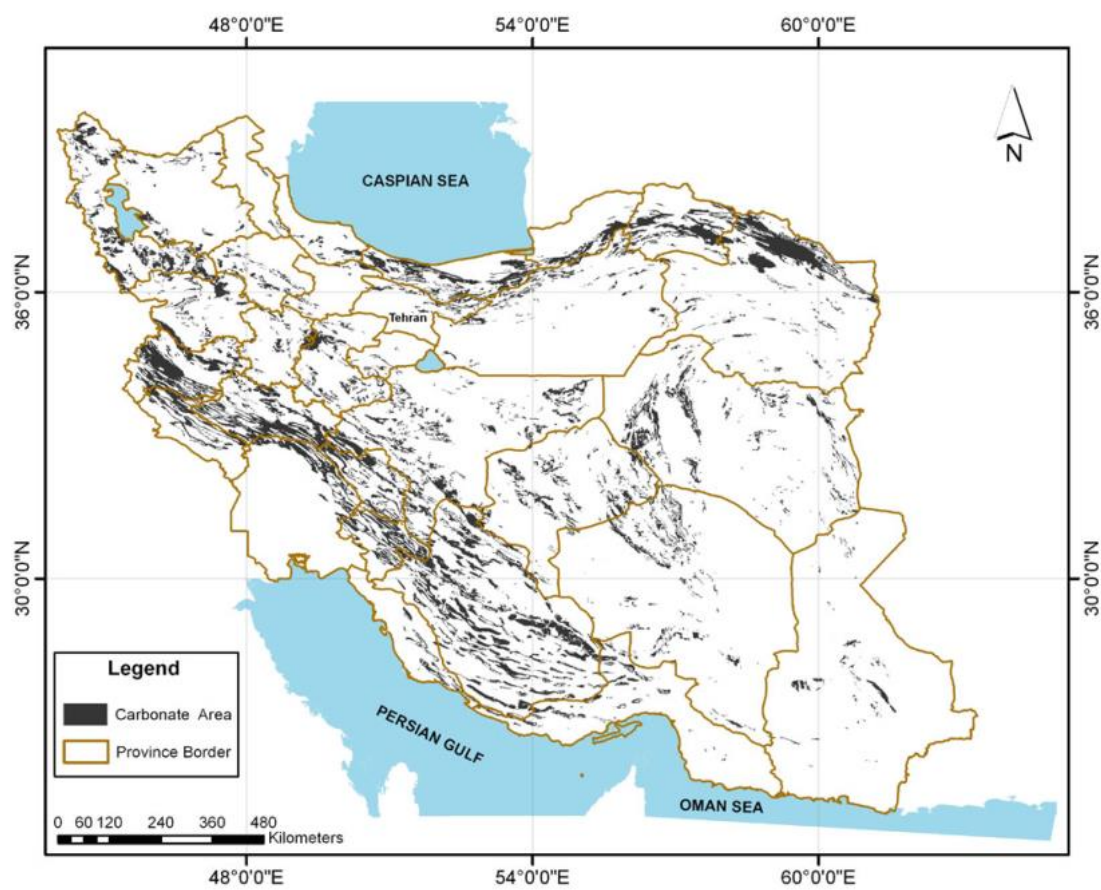 48°0'0"E 54°0'0"E 60°0'0"E
N
CASPIAN SEA
36°0'0"N
36°0'0"N
Tehran
30°0'0"N
30°0'0"N
Legend
Carbonate Area
Province Border
PERSIAN GULF
OMAN SEA
0 60 120 240 360 480
Kilometers
48°0'0"E 54°0'0"E 60°0'0"E